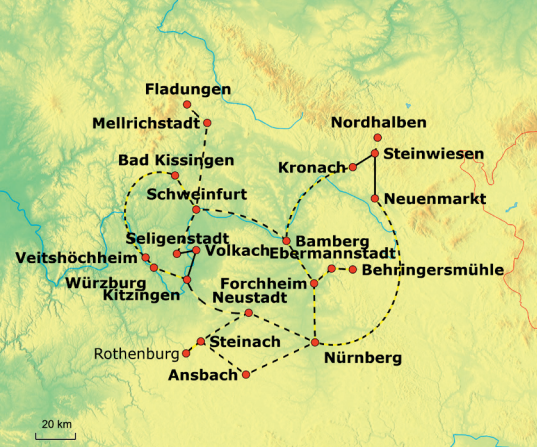 Fladungen
Mellrichstadt
Nordhalben
Steinwiesen
Bad Kissingen
Kronach
Schweinfurt
Neuenmarkt
Seligenstadt
Volkach
Bamberg
Ebermannstadt
Veitshöchheim
Behringersmühle
Würzburg
Forchheim
Kitzingen
Neustadt
Steinach
Rothenburg
Nürnberg
Ansbach
20 km